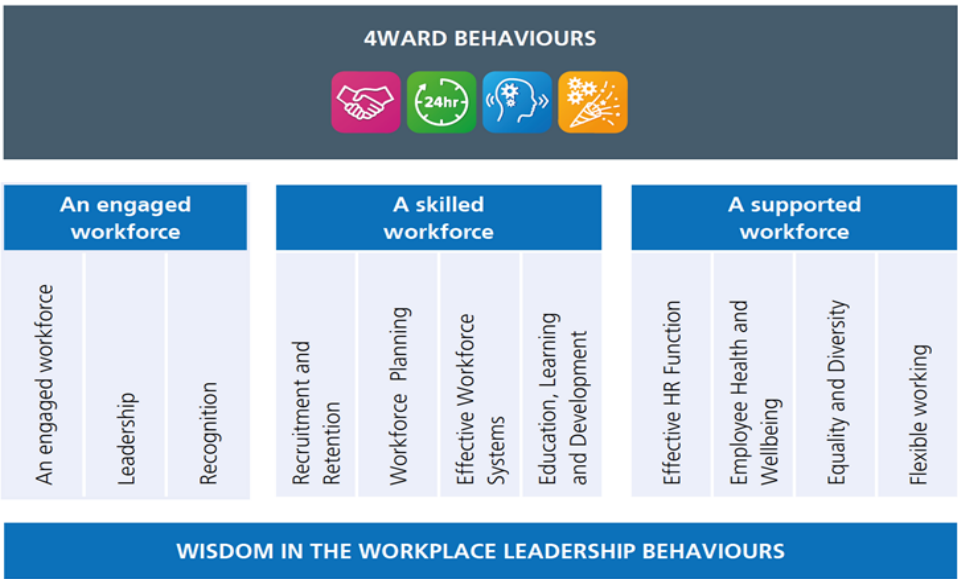 4WARD BEHAVIOURS
24hr
An engaged
workforce
A skilled
workforce
A supported
workforce
An engaged workforce
Leadership
Recognition
Recruitment and
Retention
Workforce Planning
Effective Workforce
Systems
Education, Learning
and Development
Effective HR Function
Employee Health and
Wellbeing
Equality and Diversity
Flexible working
WISDOM IN THE WORKPLACE LEADERSHIP BEHAVIOURS